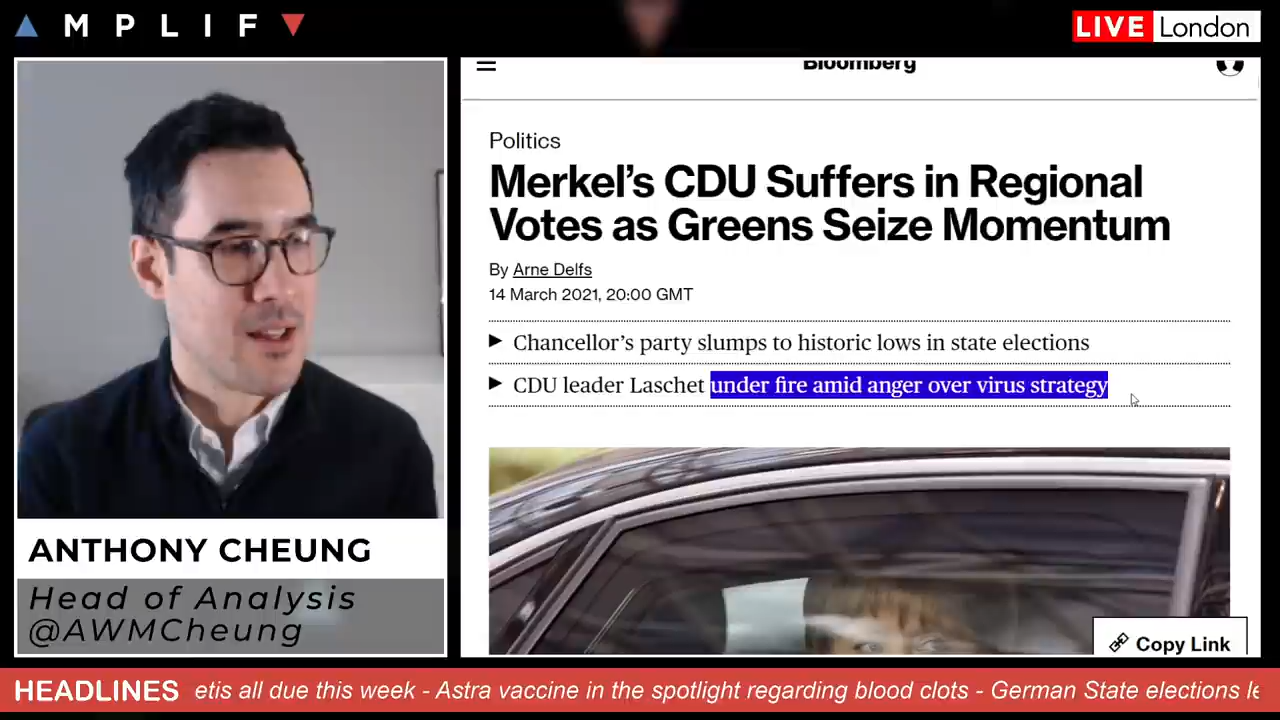 AMPLIFY
LIVE London
Bloomberg
Politics
Merkel's CDU Suffers in Regional
Votes as Greens Seize Momentum
By Arne Delfs
14 March 2021, 20:00 GMT
Chancellor's party slumps to historic lows in state elections
CDU leader Laschet under fire amid anger over virus strategy
Copy Link
ANTHONY CHEUNG
Head of Analysis
@AWMCheung
HEADLINES etis all due this week - Astra vaccine in the spotlight regarding blood clots - German State elections le